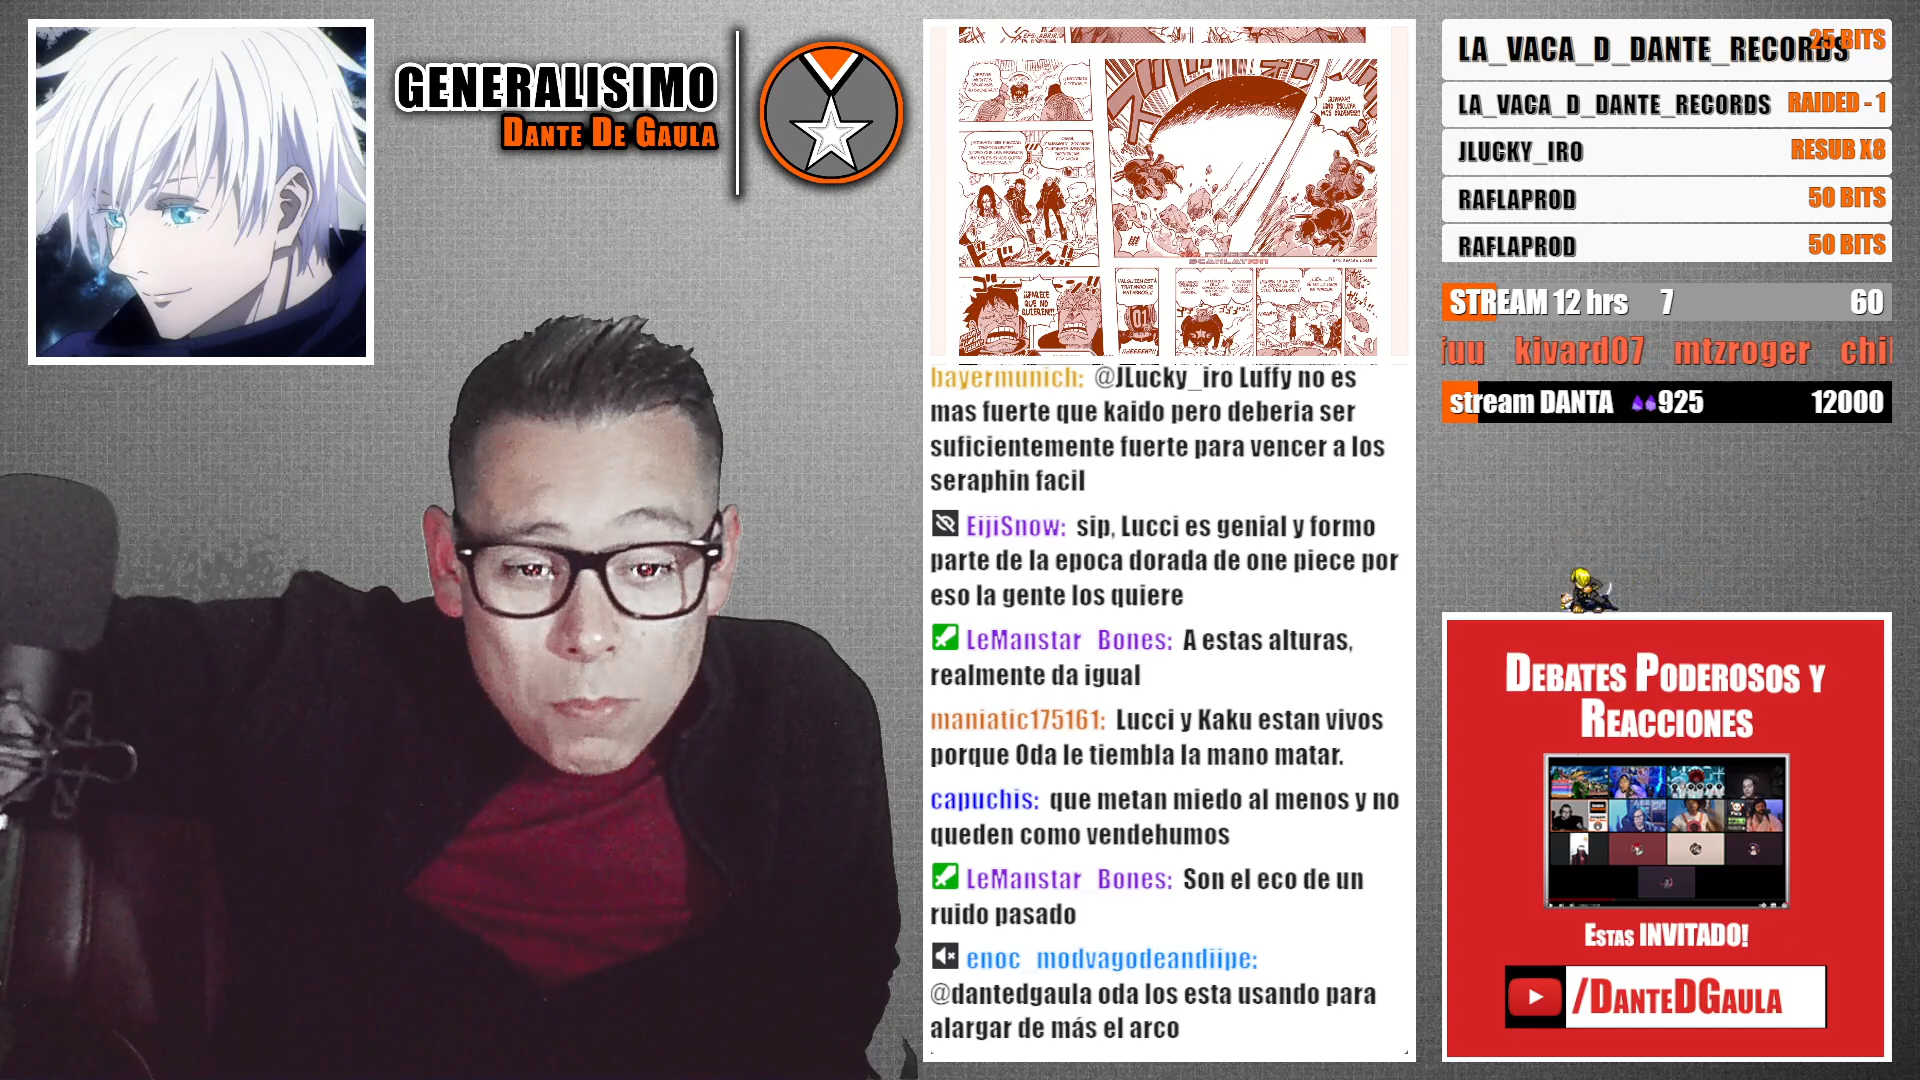 GENERALISIMO
DANTE DE GAULA
¡¡PARECE
QUE NO
QUIEREN!!
bayermunich: @JLucky_iro Luffy no es
mas fuerte que kaido pero deberia ser
suficientemente fuerte para vencer a los
seraphin facil
EijiSnow: sip, Lucci es genial y formo
parte de la epoca dorada de one piece por
eso la gente los quiere
LeManstar_Bones: A estas alturas,
realmente da igual
maniatic175161: Lucci y Kaku estan vivos
porque Oda le tiembla la mano matar.
capuchis: que metan miedo al menos y no
queden como vendehumos
LeManstar_Bones: Son el eco de un
ruido pasado
enoc_modvagodeandiipe:
@dantedgaula oda los esta usando para
alargar de más el arco
LA_VACA_D_DANTE_RECORDS 25 BITS
LA_VACA_D_DANTE_RECORDS RAIDED - 1
JLUCKY_IRO RESUB X8
RAFLAPROD 50 BITS
RAFLAPROD 50 BITS
STREAM 12 hrs 7 60
fuu kivard07 mtzroger chil
stream DANTA 925 12000
DEBATES PODEROSOS Y
REACCIONES
ESTAS INVITADO!
/DANTEDGAULA